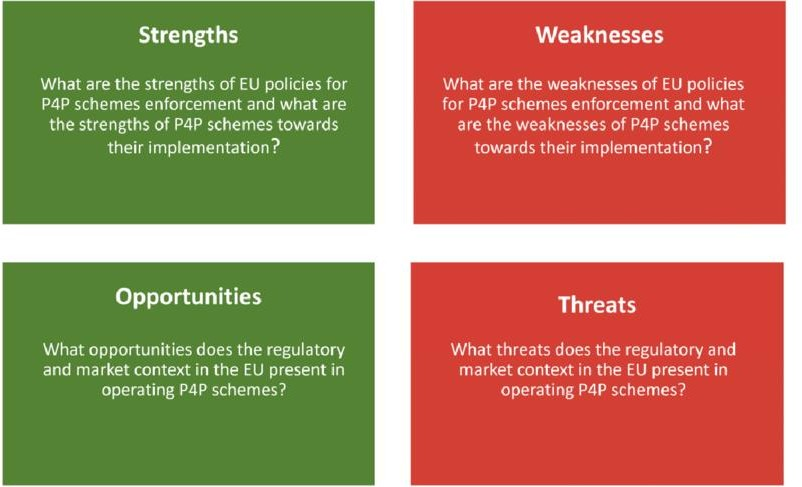 Strengths
What are the strengths of EU policies for
P4P schemes enforcement and what are
the strengths of P4P schemes towards
their implementation?
Weaknesses
What are the weaknesses of EU policies
for P4P schemes enforcement and what
are the weaknesses of P4P schemes
towards their implementation?
Opportunities
What opportunities does the regulatory
and market context in the EU present in
operating P4P schemes?
Threats
What threats does the regulatory and
market context in the EU present in
operating P4P schemes?